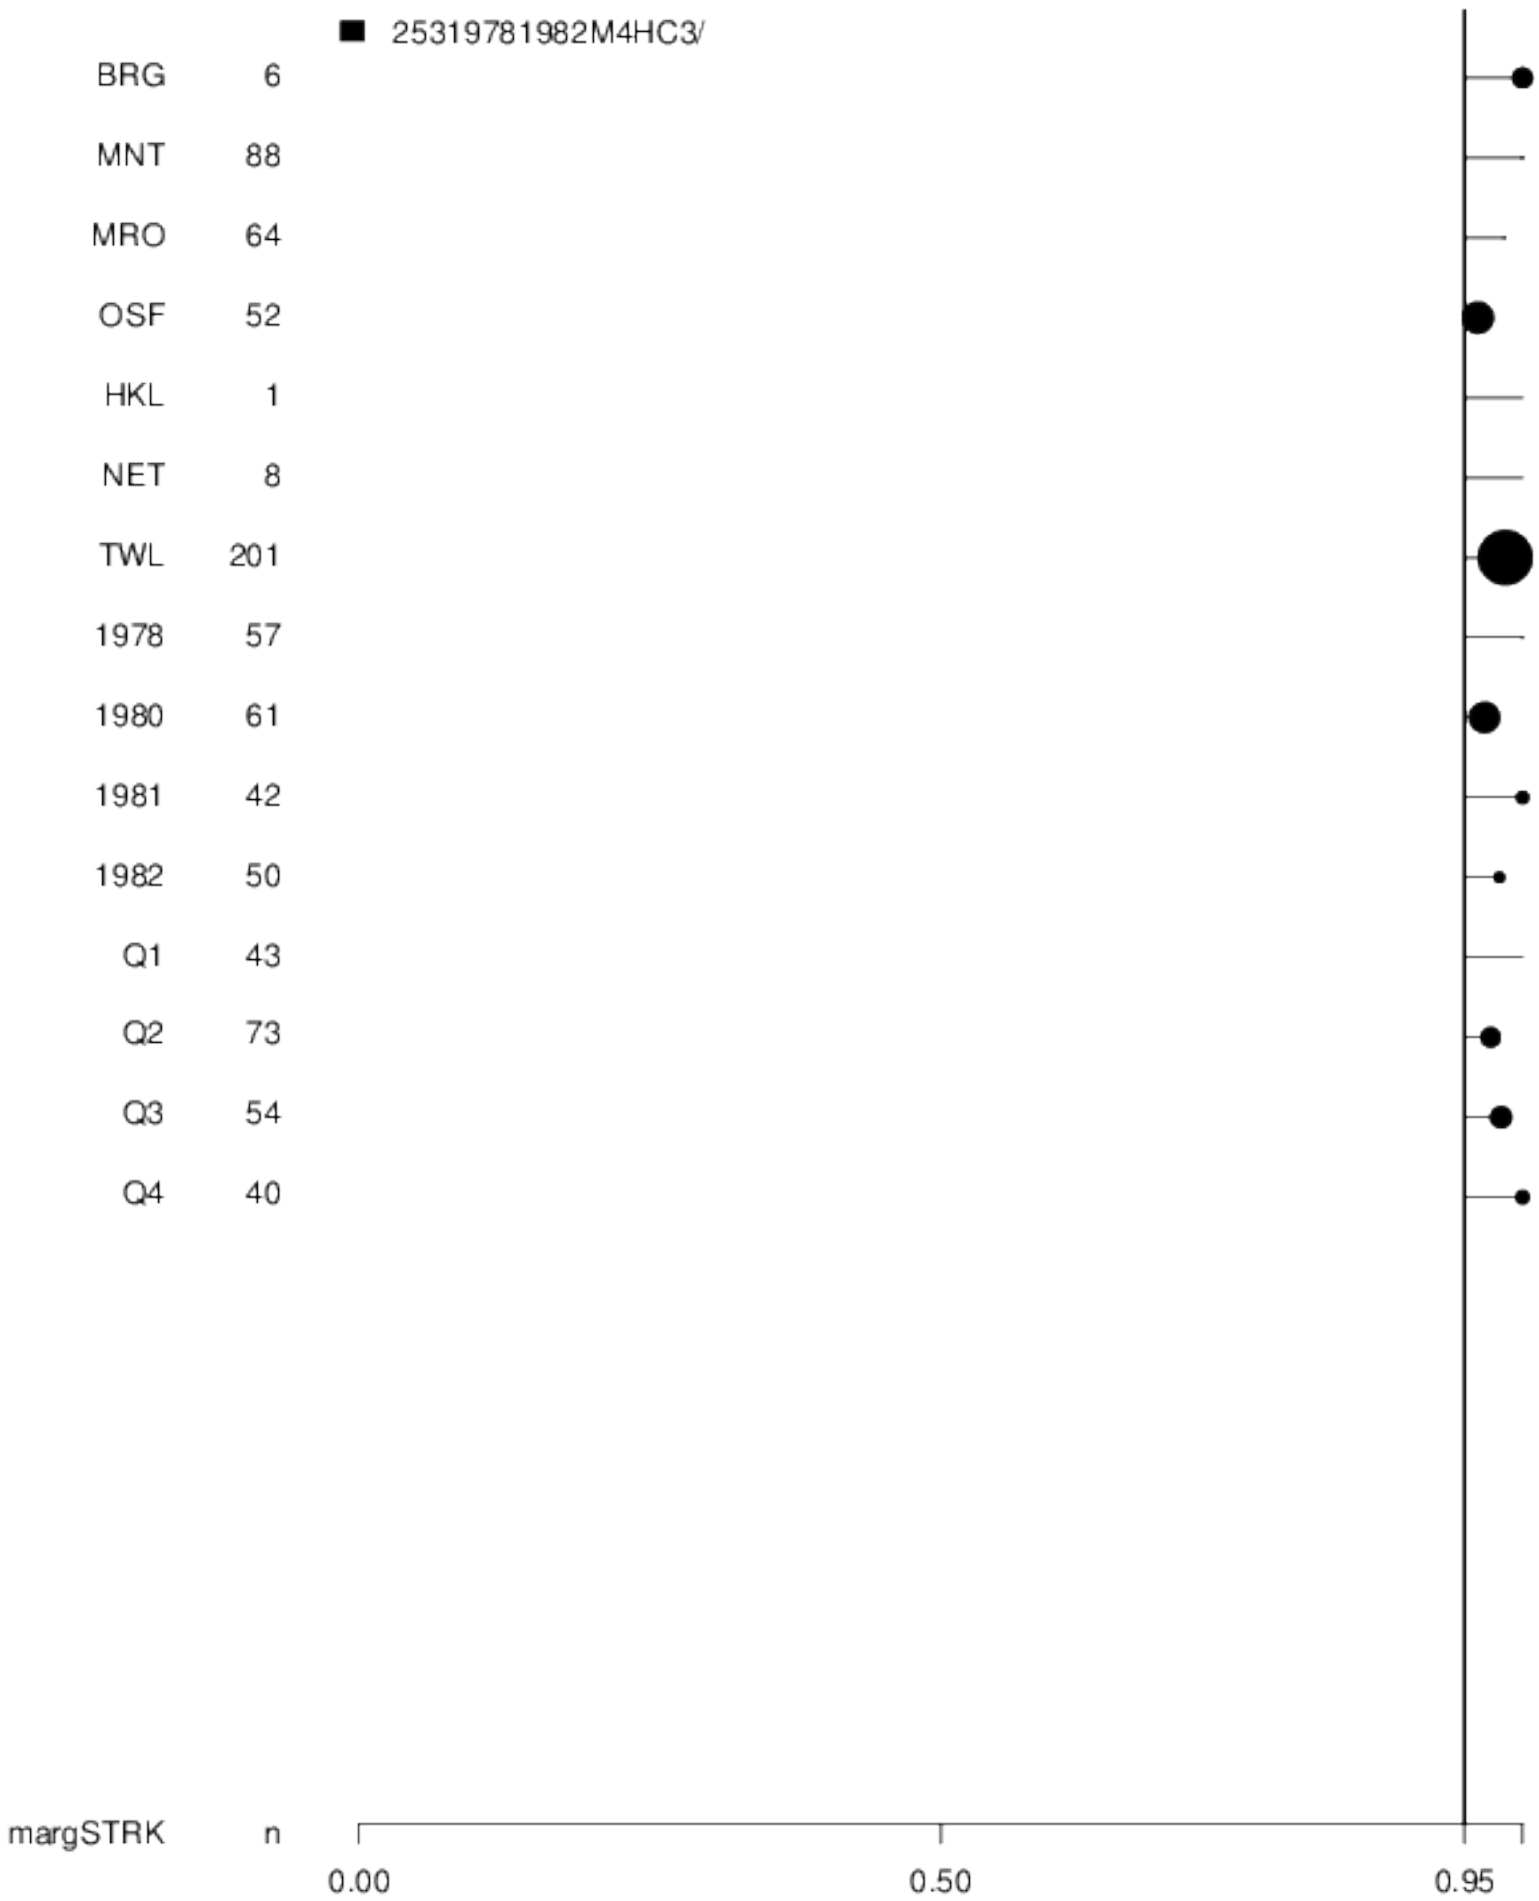 25319781982M4HC3/
BRG 6
MNT 88
MRO 64
OSF 52
HKL 1
NET 8
TWL 201
1978 57
1980 61
1981 42
1982 50
Q1 43
Q2 73
Q3 54
Q4 40
margSTRK n
0.00 0.50 0.95